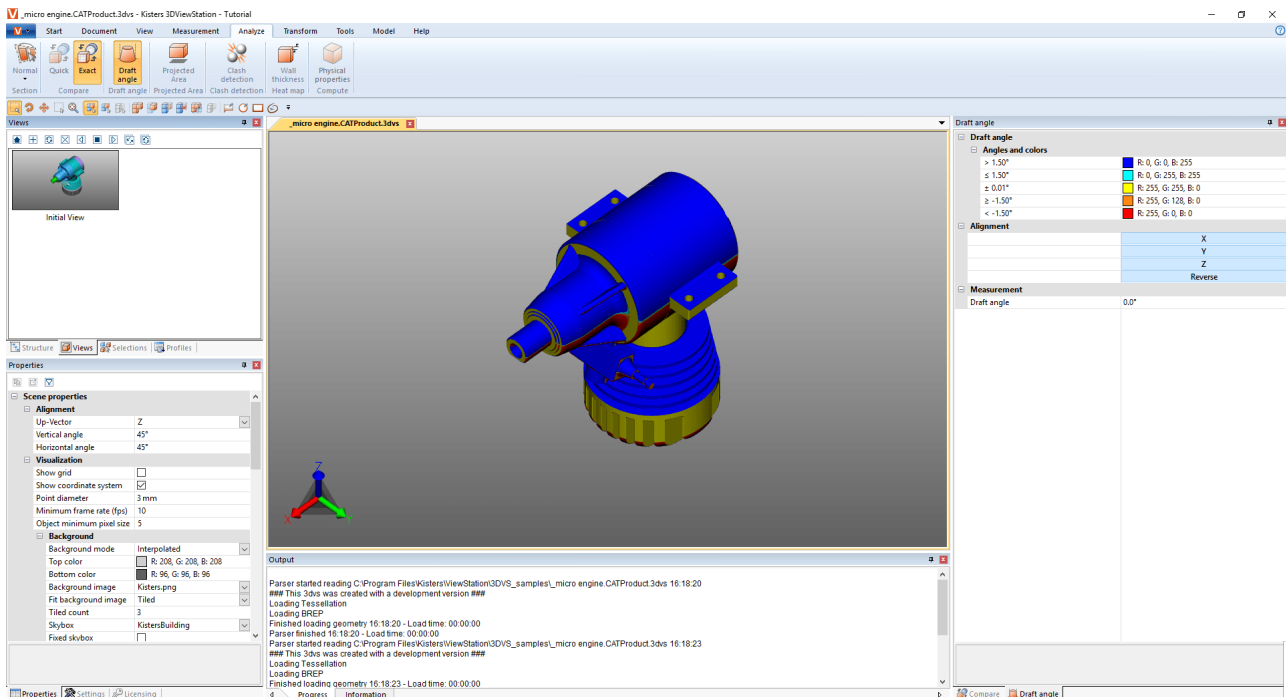 _micro engine.CATProduct.3dvs - Kisters 3DViewStation - Tutorial
V Start Document View Measurement Analyze Transform Tools Model Help
Normal Quick Exact Draft angle Projected Area Clash detection Wall thickness Physical properties
Section Compare Draft angle Projected Area Clash detection Heat map Compute
Views
Initial View
Structure Views Selections Profiles
Properties
Scene properties
Alignment
Up-Vector Z
Vertical angle 45°
Horizontal angle 45°
Visualization
Show grid
Show coordinate system
Point diameter 3 mm
Minimum frame rate (fps) 10
Object minimum pixel size 5
Background
Background mode Interpolated
Top color R: 208, G: 208, B: 208
Bottom color R: 96, G: 96, B: 96
Background image Kisters.png
Fit background image Tiled
Tiled count 3
Skybox KistersBuilding
Fixed skybox
Properties Settings Licensing
_micro engine.CATProduct.3dvs
Z
X
Y
Output
Parser started reading C:\Program Files\Kisters\ViewStation\3DVS_samples\_micro engine.CATProduct.3dvs 16:18:20
### This 3dvs was created with a development version ###
Loading Tessellation
Loading BREP
Finished loading geometry 16:18:20 - Load time: 00:00:00
Parser finished 16:18:20 - Load time: 00:00:00
Parser started reading C:\Program Files\Kisters\ViewStation\3DVS_samples\_micro engine.CATProduct.3dvs 16:18:23
### This 3dvs was created with a development version ###
Loading Tessellation
Loading BREP
Finished loading geometry 16:18:23 - Load time: 00:00:00
Progress Information
Draft angle
Draft angle
Angles and colors
> 1.50° R: 0, G: 0, B: 255
≤ 1.50° R: 0, G: 255, B: 255
± 0.01° R: 255, G: 255, B: 0
≥ -1.50° R: 255, G: 128, B: 0
< -1.50° R: 255, G: 0, B: 0
Alignment
X
Y
Z
Reverse
Measurement
Draft angle 0.0°
Compare Draft angle